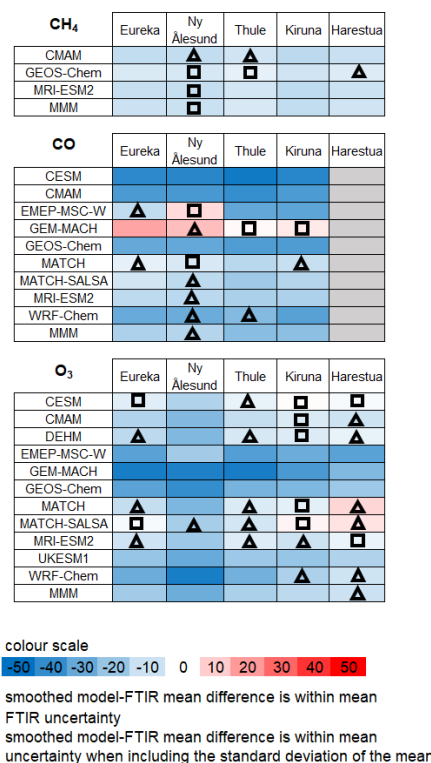 CH4 Eureka Ny Ålesund Thule Kiruna Harestua
CMAM
GEOS-Chem
MRI-ESM2
MMM
CO Eureka Ny Ålesund Thule Kiruna Harestua
CESM
CMAM
EMEP-MSC-W
GEM-MACH
GEOS-Chem
MATCH
MATCH-SALSA
MRI-ESM2
WRF-Chem
MMM
O3 Eureka Ny Ålesund Thule Kiruna Harestua
CESM
CMAM
DEHM
EMEP-MSC-W
GEM-MACH
GEOS-Chem
MATCH
MATCH-SALSA
MRI-ESM2
UKESM1
WRF-Chem
MMM
colour scale
-50 -40 -30 -20 -10 0 10 20 30 40 50
smoothed model-FTIR mean difference is within mean
FTIR uncertainty
smoothed model-FTIR mean difference is within mean
uncertainty when including the standard deviation of the mean